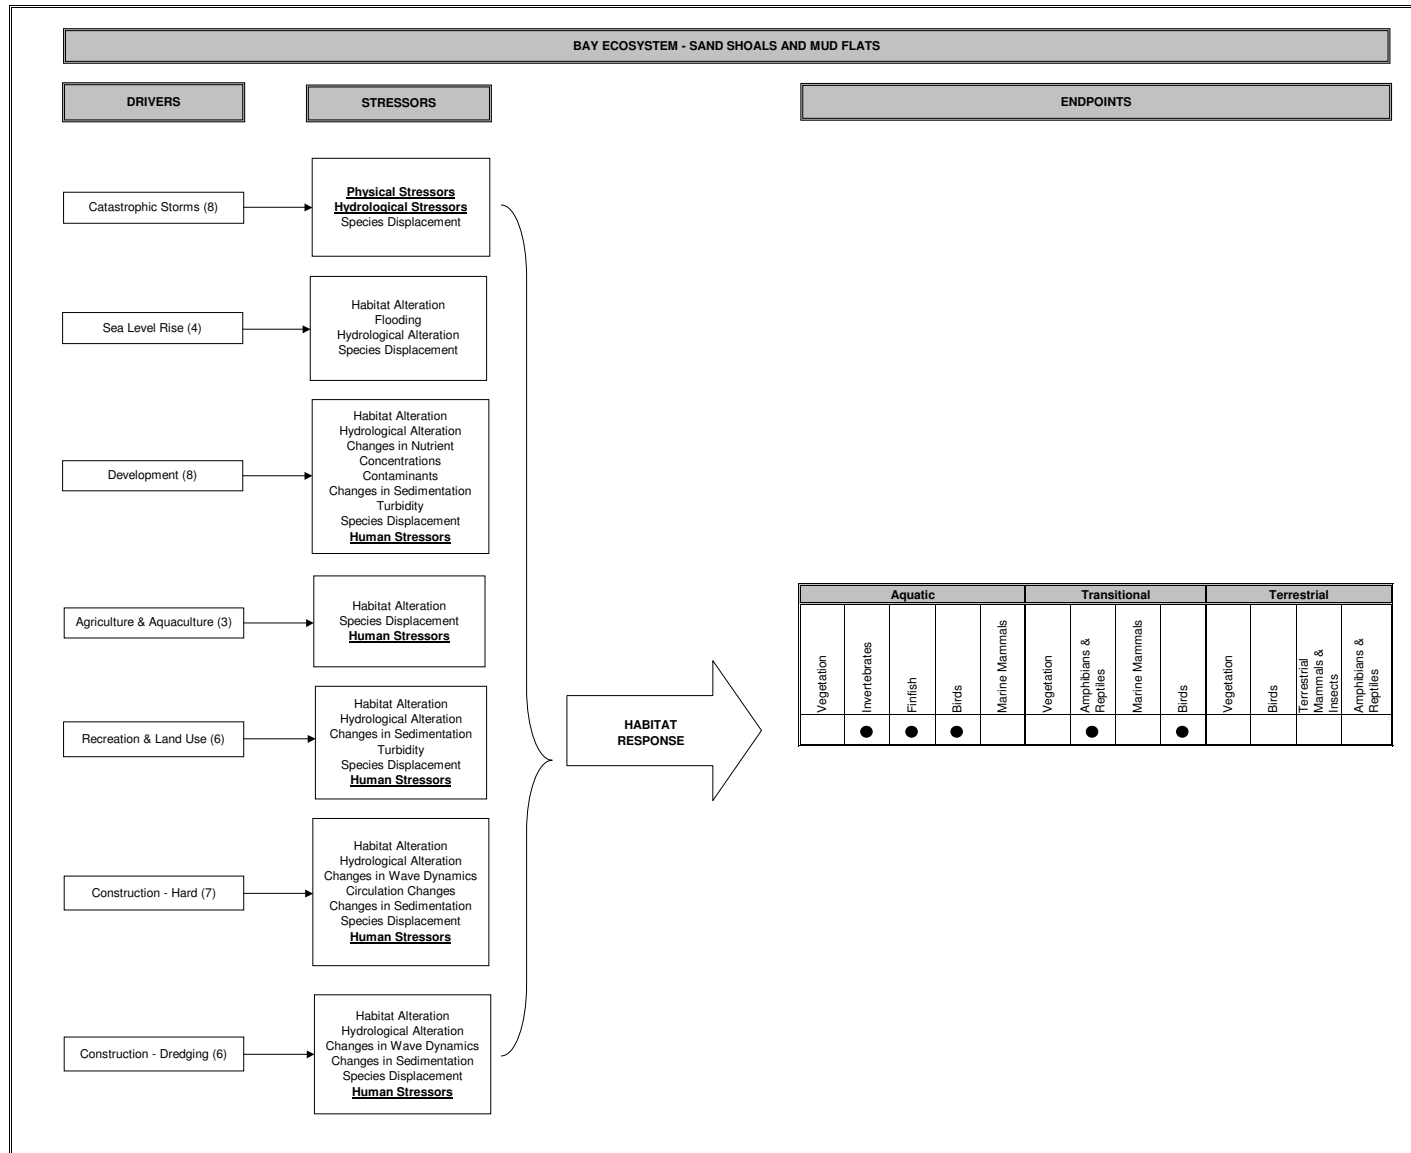 BAY ECOSYSTEM - SAND SHOALS AND MUD FLATS
DRIVERS
STRESSORS
ENDPOINTS
Catastrophic Storms (8)
Physical Stressors
Hydrological Stressors
Species Displacement
Sea Level Rise (4)
Habitat Alteration
Flooding
Hydrological Alteration
Species Displacement
Development (8)
Habitat Alteration
Hydrological Alteration
Changes in Nutrient
Concentrations
Contaminants
Changes in Sedimentation
Turbidity
Species Displacement
Human Stressors
Agriculture & Aquaculture (3)
Habitat Alteration
Species Displacement
Human Stressors
Recreation & Land Use (6)
Habitat Alteration
Hydrological Alteration
Changes in Sedimentation
Turbidity
Species Displacement
Human Stressors
Construction - Hard (7)
Habitat Alteration
Hydrological Alteration
Changes in Wave Dynamics
Circulation Changes
Changes in Sedimentation
Species Displacement
Human Stressors
Construction - Dredging (6)
Habitat Alteration
Hydrological Alteration
Changes in Wave Dynamics
Changes in Sedimentation
Species Displacement
Human Stressors
HABITAT
RESPONSE
Aquatic
Transitional
Terrestrial
Vegetation
Invertebrates
Finfish
Birds
Marine Mammals
Vegetation
Amphibians &
Reptiles
Marine Mammals
Birds
Vegetation
Birds
Terrestrial
Mammals &
Insects
Amphibians &
Reptiles